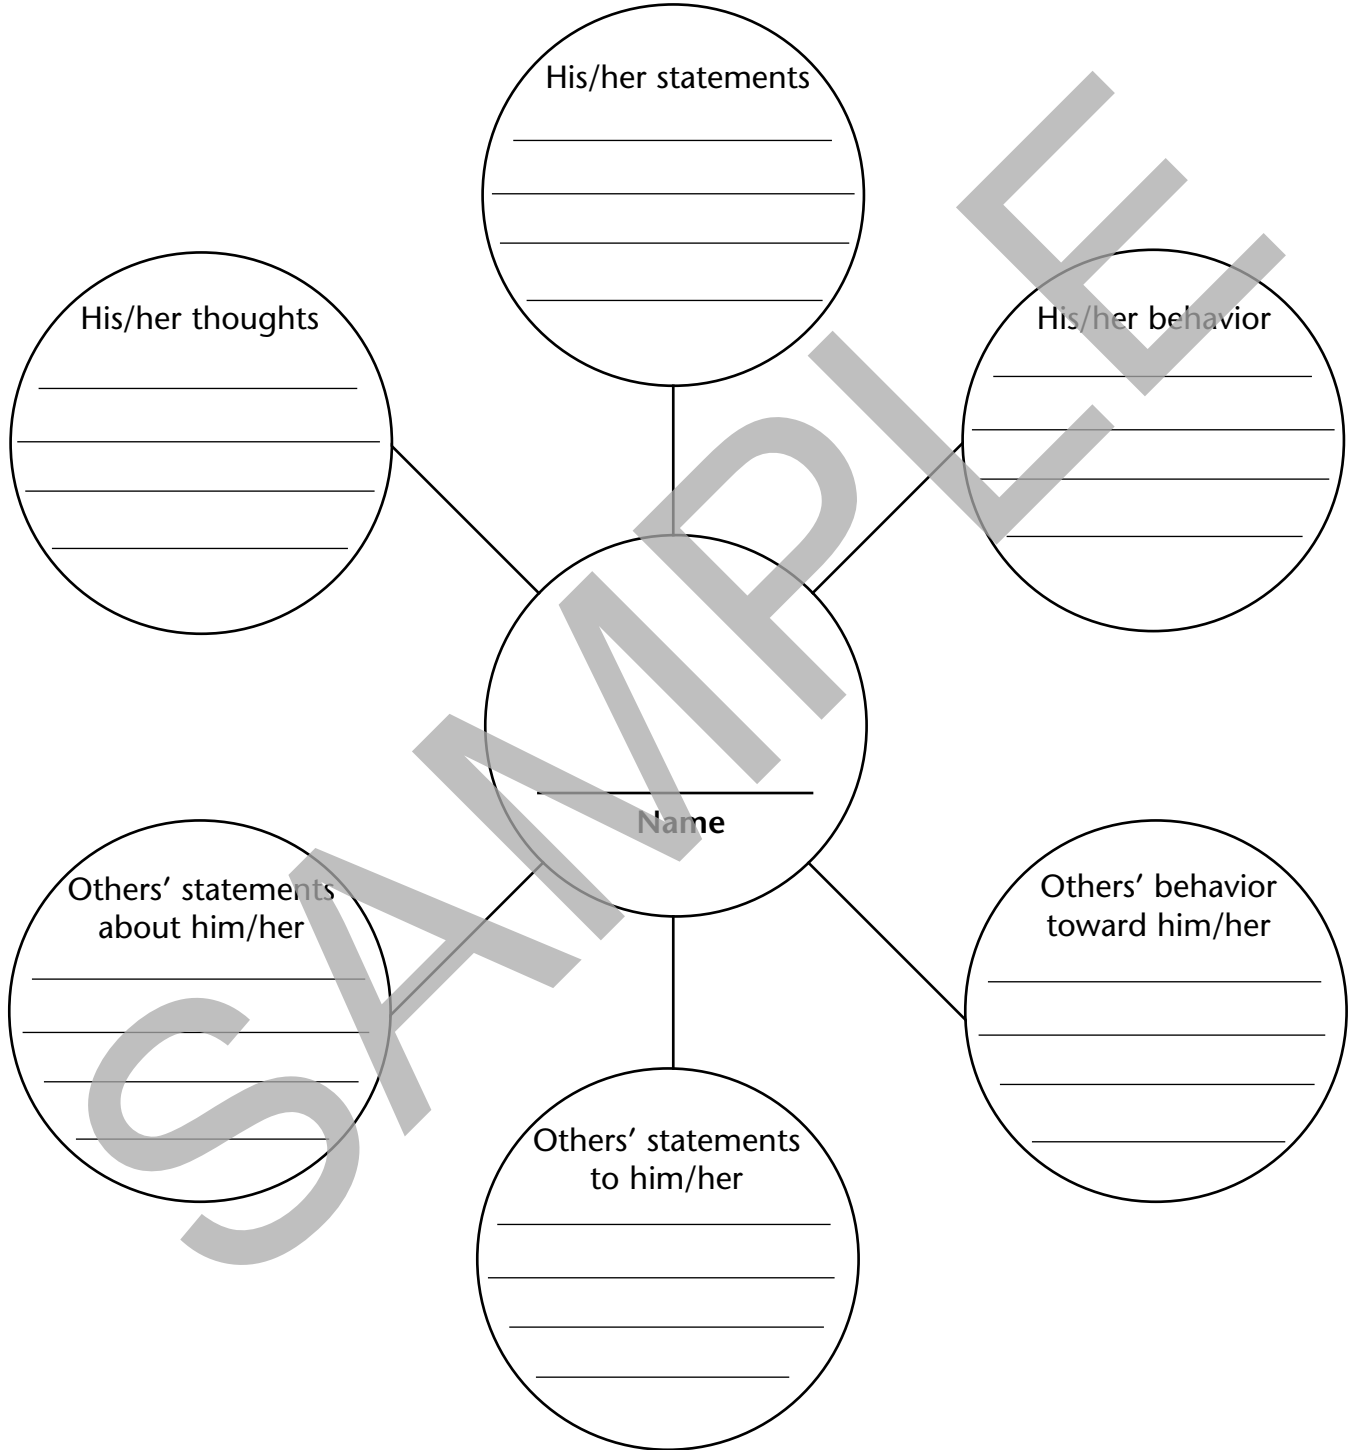 His/her statements
His/her thoughts
His/her behavior
Name
Others’ statements
about him/her
Others’ behavior
toward him/her
Others’ statements
to him/her
SAMPLE